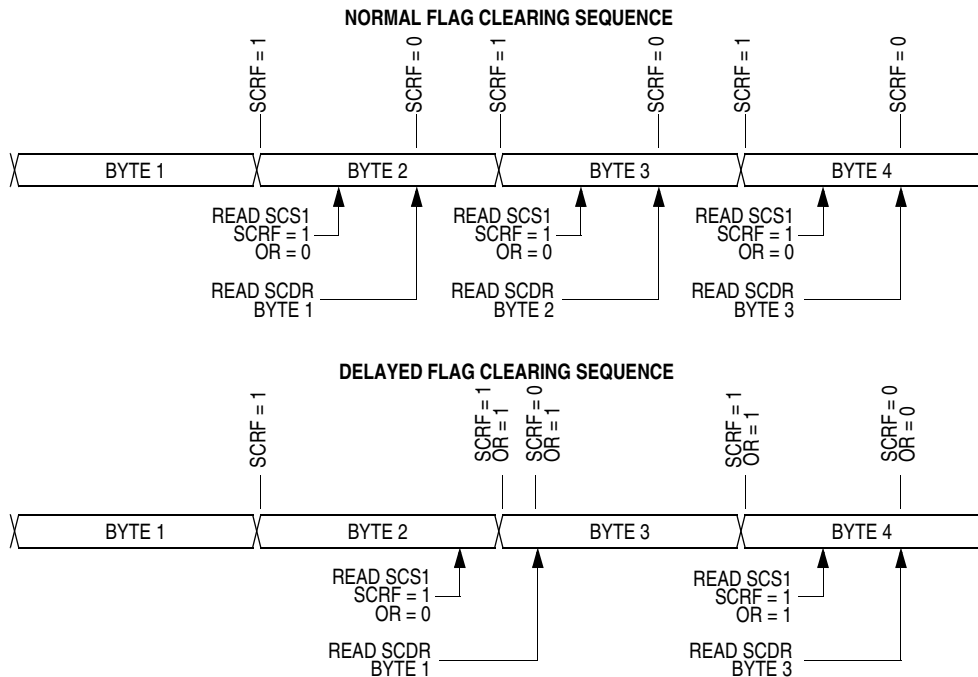 NORMAL FLAG CLEARING SEQUENCE
SCRF = 1
SCRF = 0
SCRF = 1
SCRF = 0
SCRF = 1
SCRF = 0
BYTE 1
BYTE 2
BYTE 3
BYTE 4
READ SCS1
SCRF = 1
OR = 0
READ SCS1
SCRF = 1
OR = 0
READ SCS1
SCRF = 1
OR = 0
READ SCDR
BYTE 1
READ SCDR
BYTE 2
READ SCDR
BYTE 3
DELAYED FLAG CLEARING SEQUENCE
SCRF = 1
SCRF = 1
OR = 1
SCRF = 0
OR = 1
SCRF = 1
OR = 1
SCRF = 0
OR = 0
BYTE 1
BYTE 2
BYTE 3
BYTE 4
READ SCS1
SCRF = 1
OR = 0
READ SCS1
SCRF = 1
OR = 1
READ SCDR
BYTE 1
READ SCDR
BYTE 3